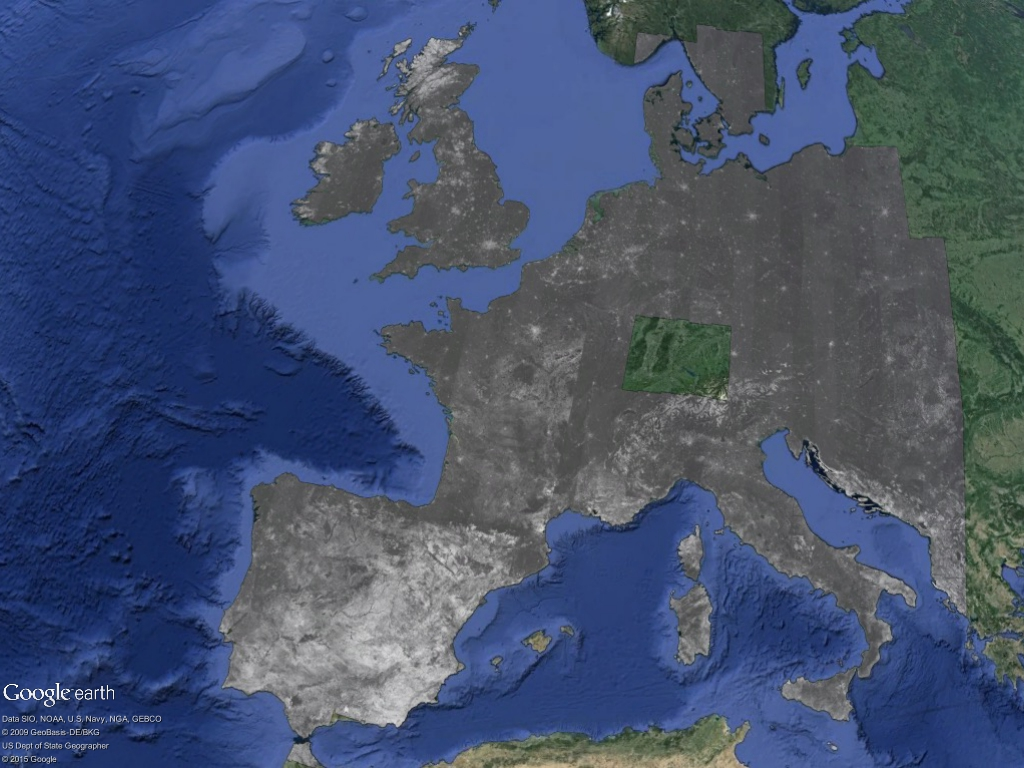 Google earth
Data SIO, NOAA, U.S. Navy, NGA, GEBCO
© 2009 GeoBasis-DE/BKG
US Dept of State Geographer
© 2015 Google